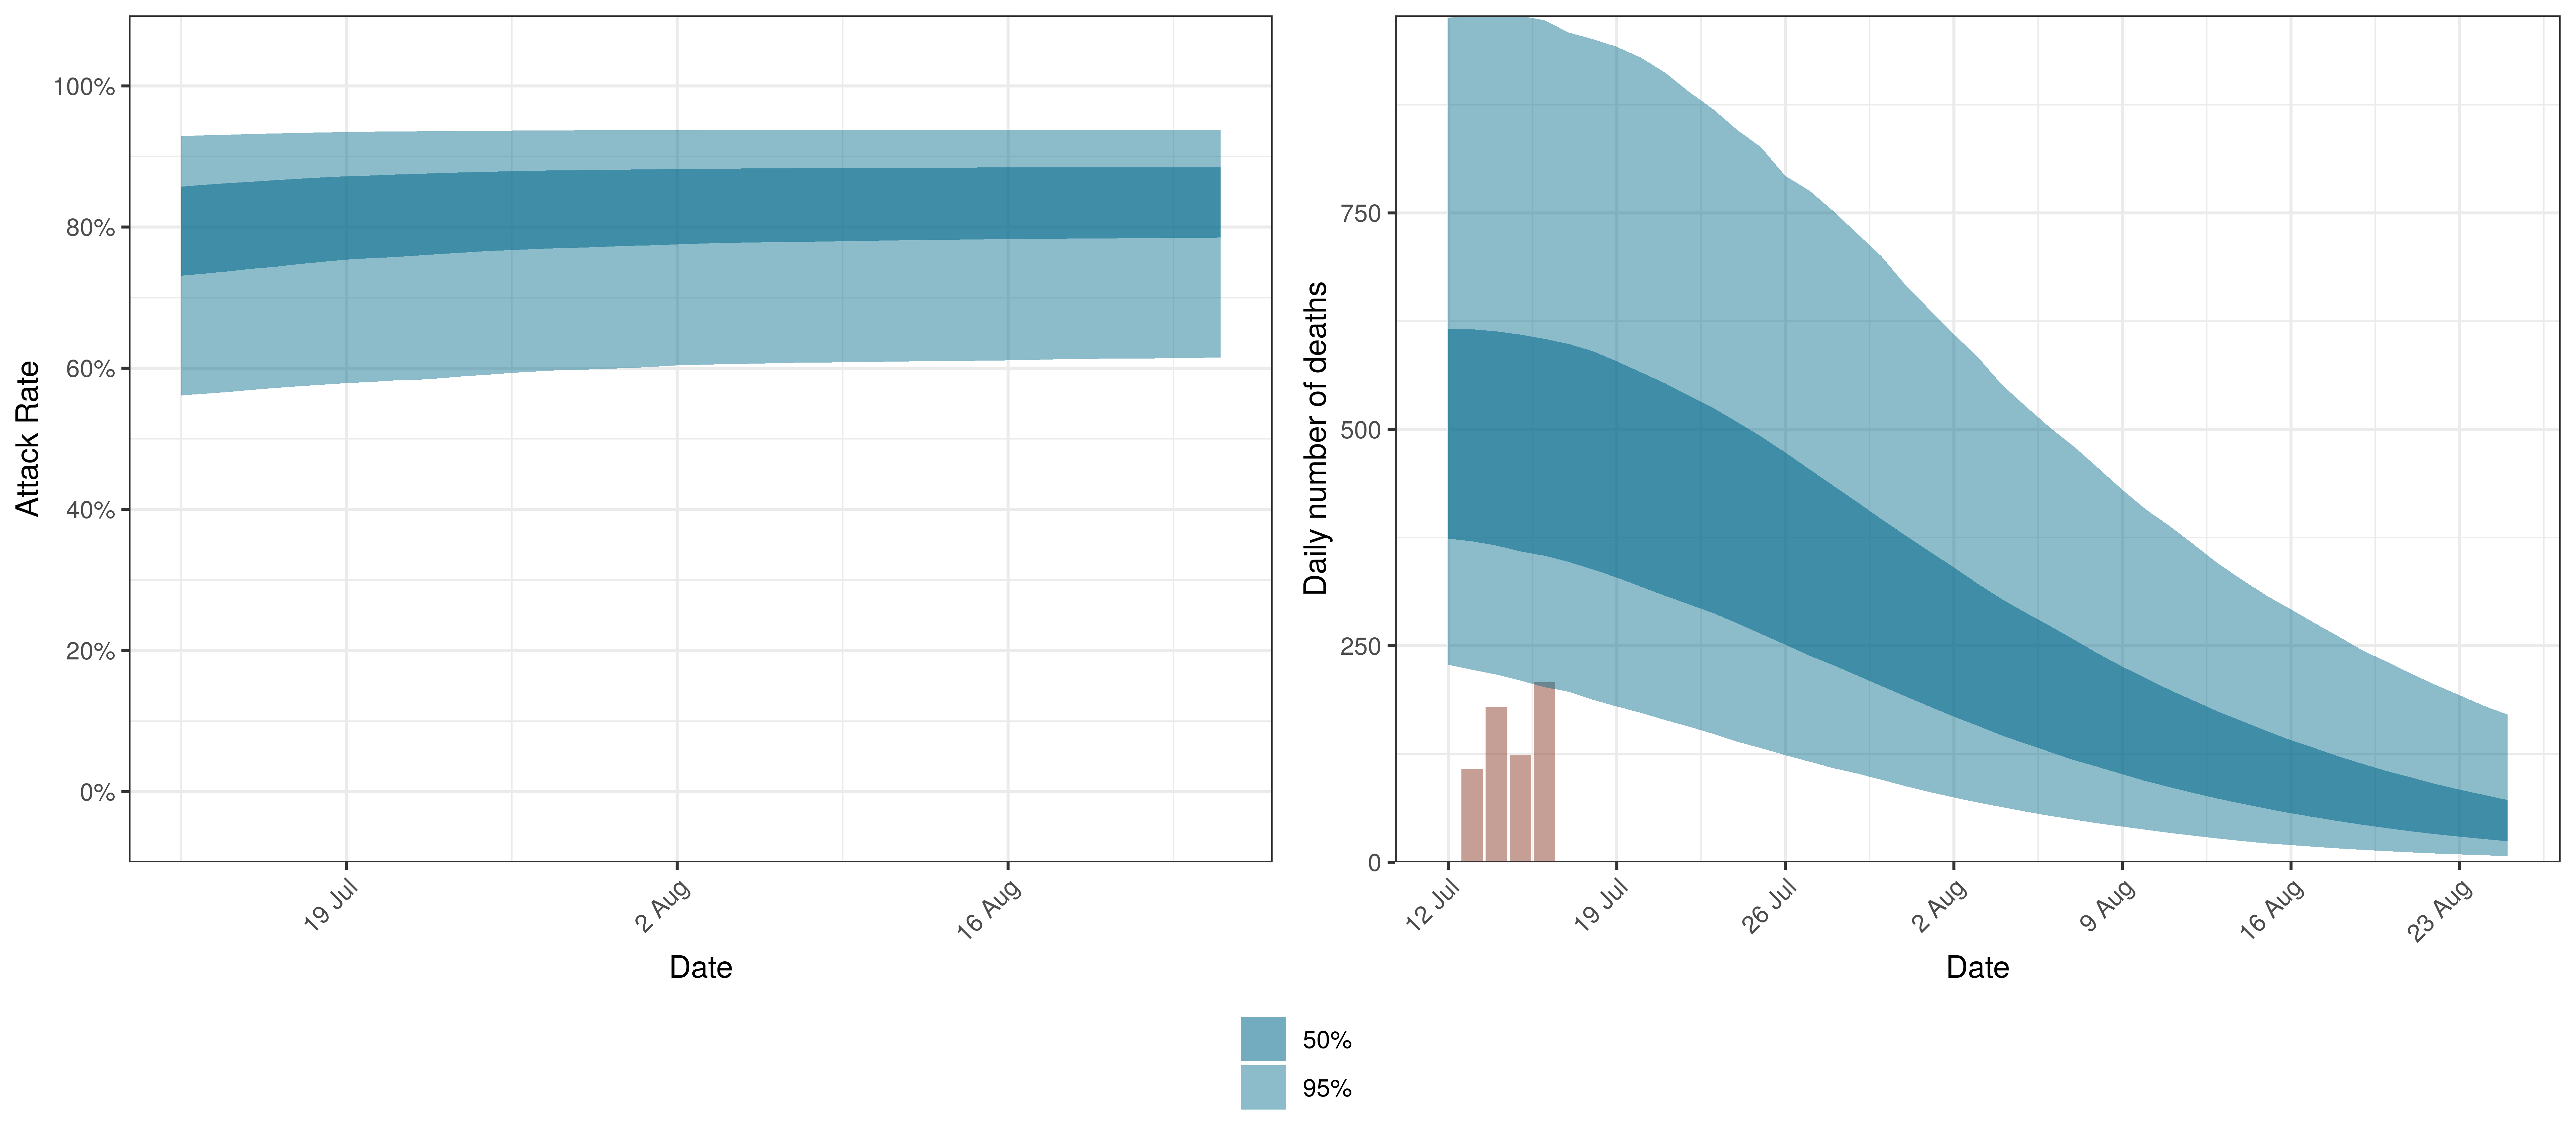 Attack Rate
100%
80%
60%
40%
20%
0%
19 Jul
2 Aug
16 Aug
Date
Daily number of deaths
750
500
250
0
12 Jul
19 Jul
26 Jul
2 Aug
9 Aug
16 Aug
23 Aug
Date
50%
95%